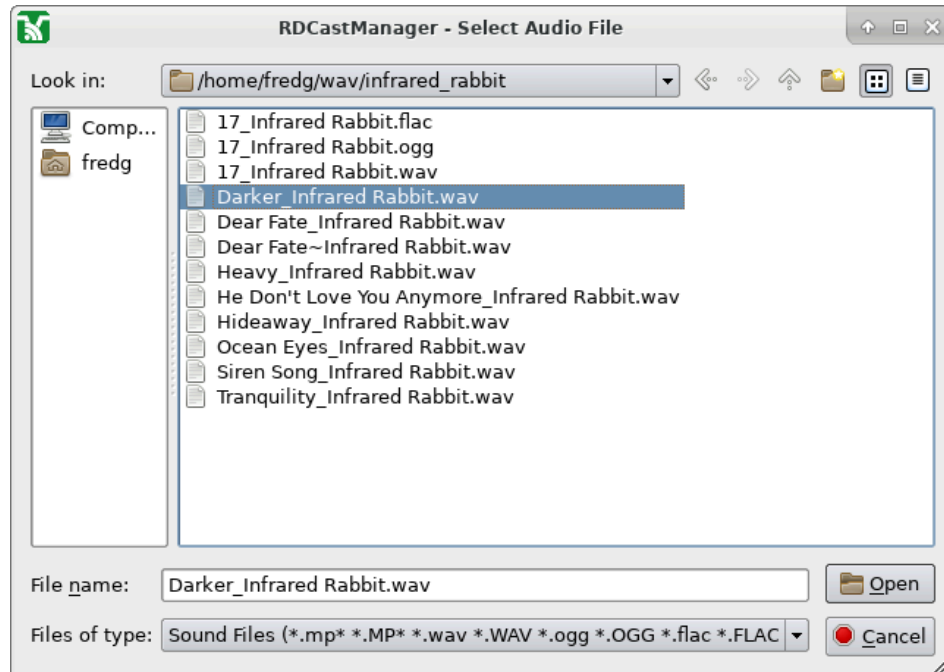 RDCastManager - Select Audio File
Look in: /home/fredg/wav/infrared_rabbit
Comp...
fredg
17_Infrared Rabbit.flac
17_Infrared Rabbit.ogg
17_Infrared Rabbit.wav
Darker_Infrared Rabbit.wav
Dear Fate_Infrared Rabbit.wav
Dear Fate~Infrared Rabbit.wav
Heavy_Infrared Rabbit.wav
He Don't Love You Anymore_Infrared Rabbit.wav
Hideaway_Infrared Rabbit.wav
Ocean Eyes_Infrared Rabbit.wav
Siren Song_Infrared Rabbit.wav
Tranquility_Infrared Rabbit.wav
File name: Darker_Infrared Rabbit.wav Open
Files of type: Sound Files (*.mp* *.MP* *.wav *.WAV *.ogg *.OGG *.flac *.FLAC Cancel